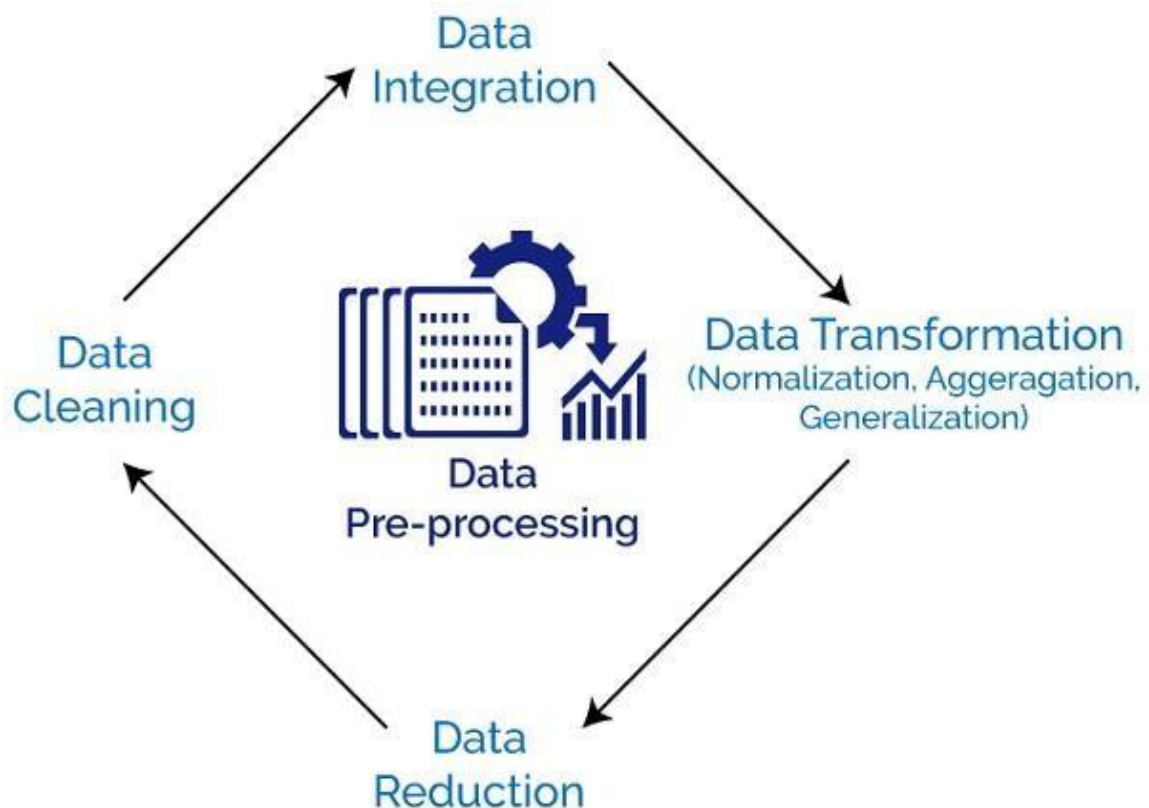 Data
Integration
Data
Cleaning
Data Transformation
(Normalization, Aggeragation,
Generalization)
Data
Pre-processing
Data
Reduction